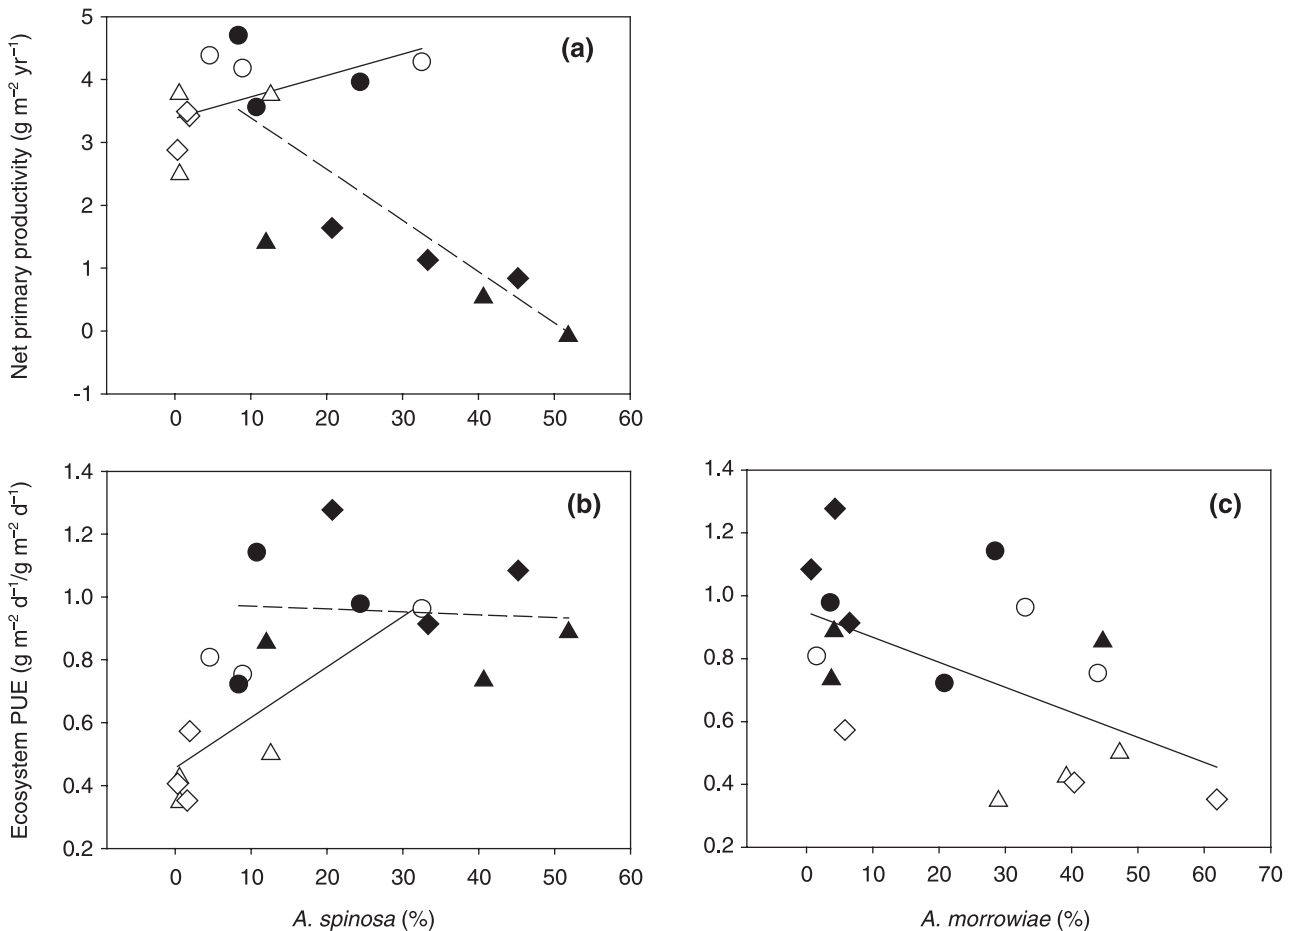 (a)
Net primary productivity (g m⁻² yr⁻¹)
5
4
3
2
1
0
-1
0 10 20 30 40 50 60
(b)
Ecosystem PUE (g m⁻² d⁻¹/g m⁻² d⁻¹)
1.4
1.2
1.0
0.8
0.6
0.4
0.2
0 10 20 30 40 50 60
A. spinosa (%)
(c)
1.4
1.2
1.0
0.8
0.6
0.4
0.2
0 10 20 30 40 50 60 70
A. morrowiae (%)